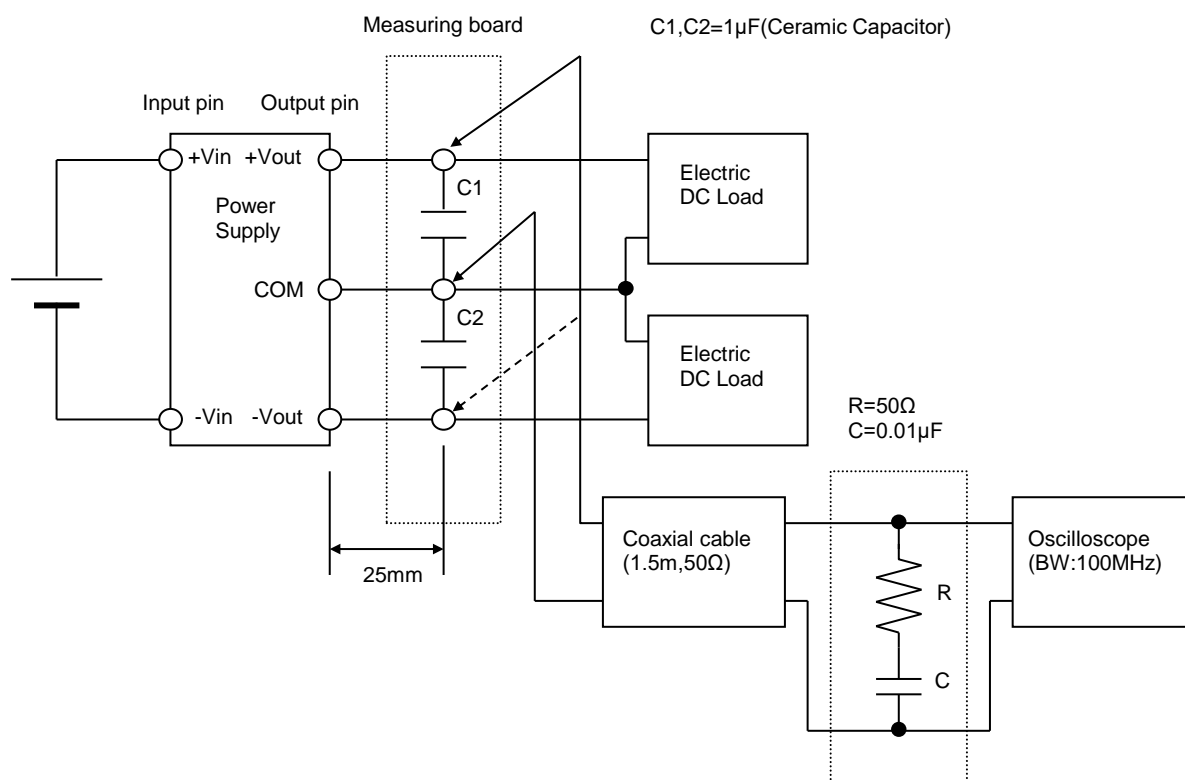 Measuring board
C1,C2=1µF(Ceramic Capacitor)
Input pin
Output pin
+Vin
+Vout
C1
Electric
DC Load
Power
Supply
COM
C2
Electric
DC Load
-Vin
-Vout
R=50Ω
C=0.01µF
Coaxial cable
(1.5m,50Ω)
Oscilloscope
(BW:100MHz)
25mm
R
C